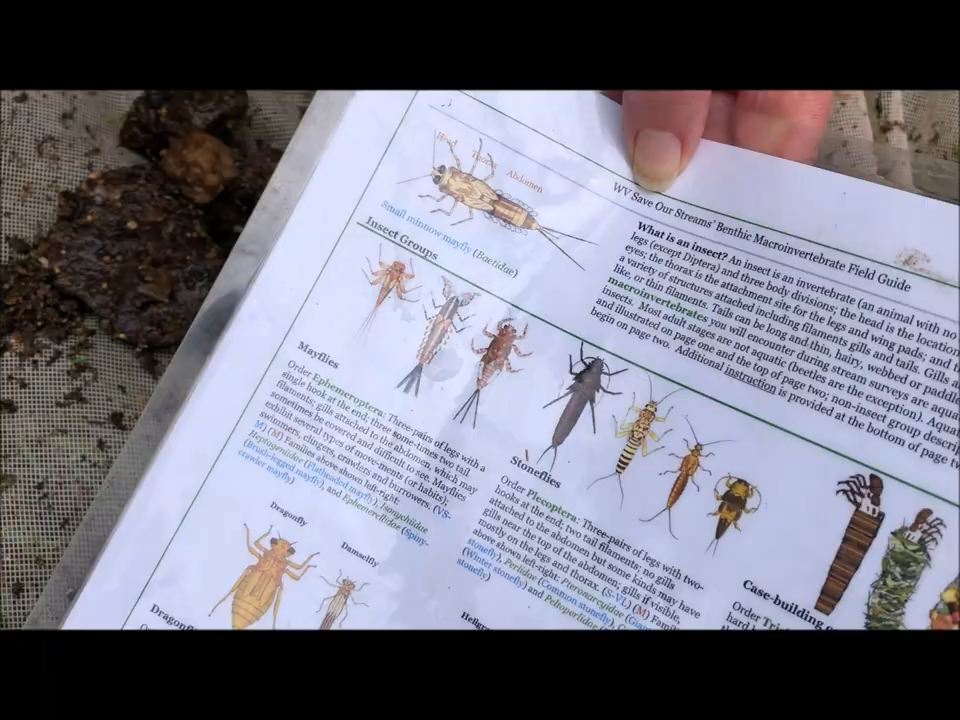 WV Save Our Streams' Benthic Macroinvertebrate Field Guide
Head Thorax Abdomen
Small minnow mayfly (Baetidae)
What is an insect? An insect is an invertebrate (an animal with no
legs (except Diptera) and three body divisions; the head is the location
eyes; the thorax is the attachment site for the legs and wing pads; and
a variety of structures attached including filaments gills and tails. Gills
like, or thin filaments. Tails can be long and thin, hairy, webbed or
macroinvertebrates you will encounter during stream surveys are
insects. Most adult stages are not aquatic (beetles are the exception).
and illustrated on page one and the top of page two; non-insect group
begin on page two. Additional instruction is provided at the bottom of page
Insect Groups
Mayflies
Order Ephemeroptera: Three-pairs of legs with a
single hook at the end; three some-times two tail
filaments; gills attached to the abdomen, which may
sometimes be covered and difficult to see. Mayflies
exhibit several types of move-ments (or habits),
swimmers, clingers, crawlers and burrowers. (VS-
M) (M) Families above shown left-right:
Heptageniidae (Flatheaded mayfly), Isonychiidae
(Brush-legged mayfly), and Ephemerellidae (Spiny-
crawler mayfly)
Stoneflies
Order Plecoptera: Three-pairs of legs with two-
hooks at the end; two tail filaments; no gills
attached to the abdomen but some kinds may have
gills near the top of the abdomen; gills if visible,
mostly on the legs and thorax. (S-VL) (M)
above shown left-right: Pteronarcyidae
stonefly), Perlidae (Common stonefly),
(Winter stonefly) and
stonefly)
Case-building
Order
hard
Dragonfly
Damselfly